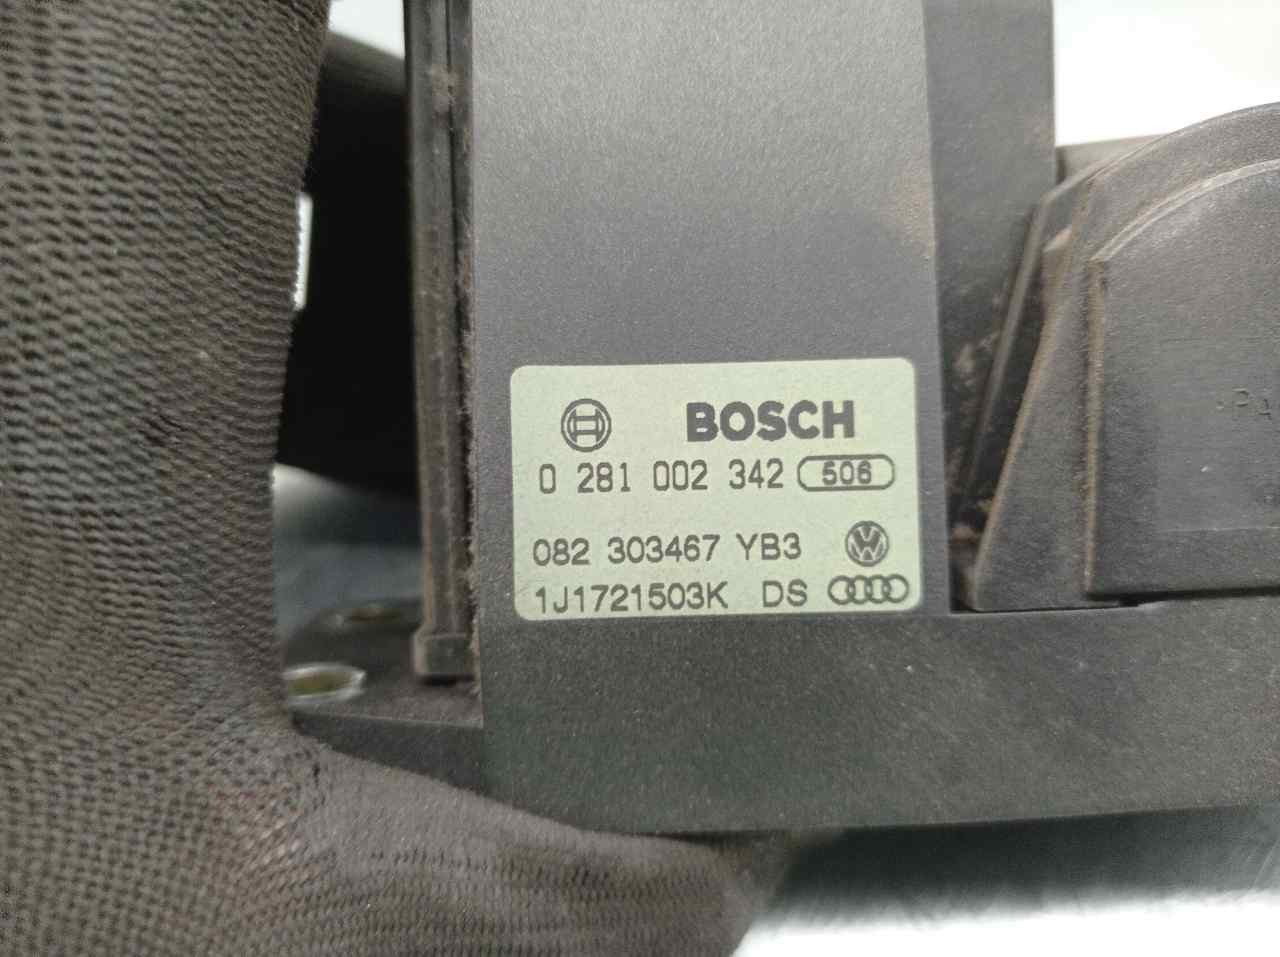 BOSCH
0 281 002 342 506
082 303467 YB3
1J1721503K DS